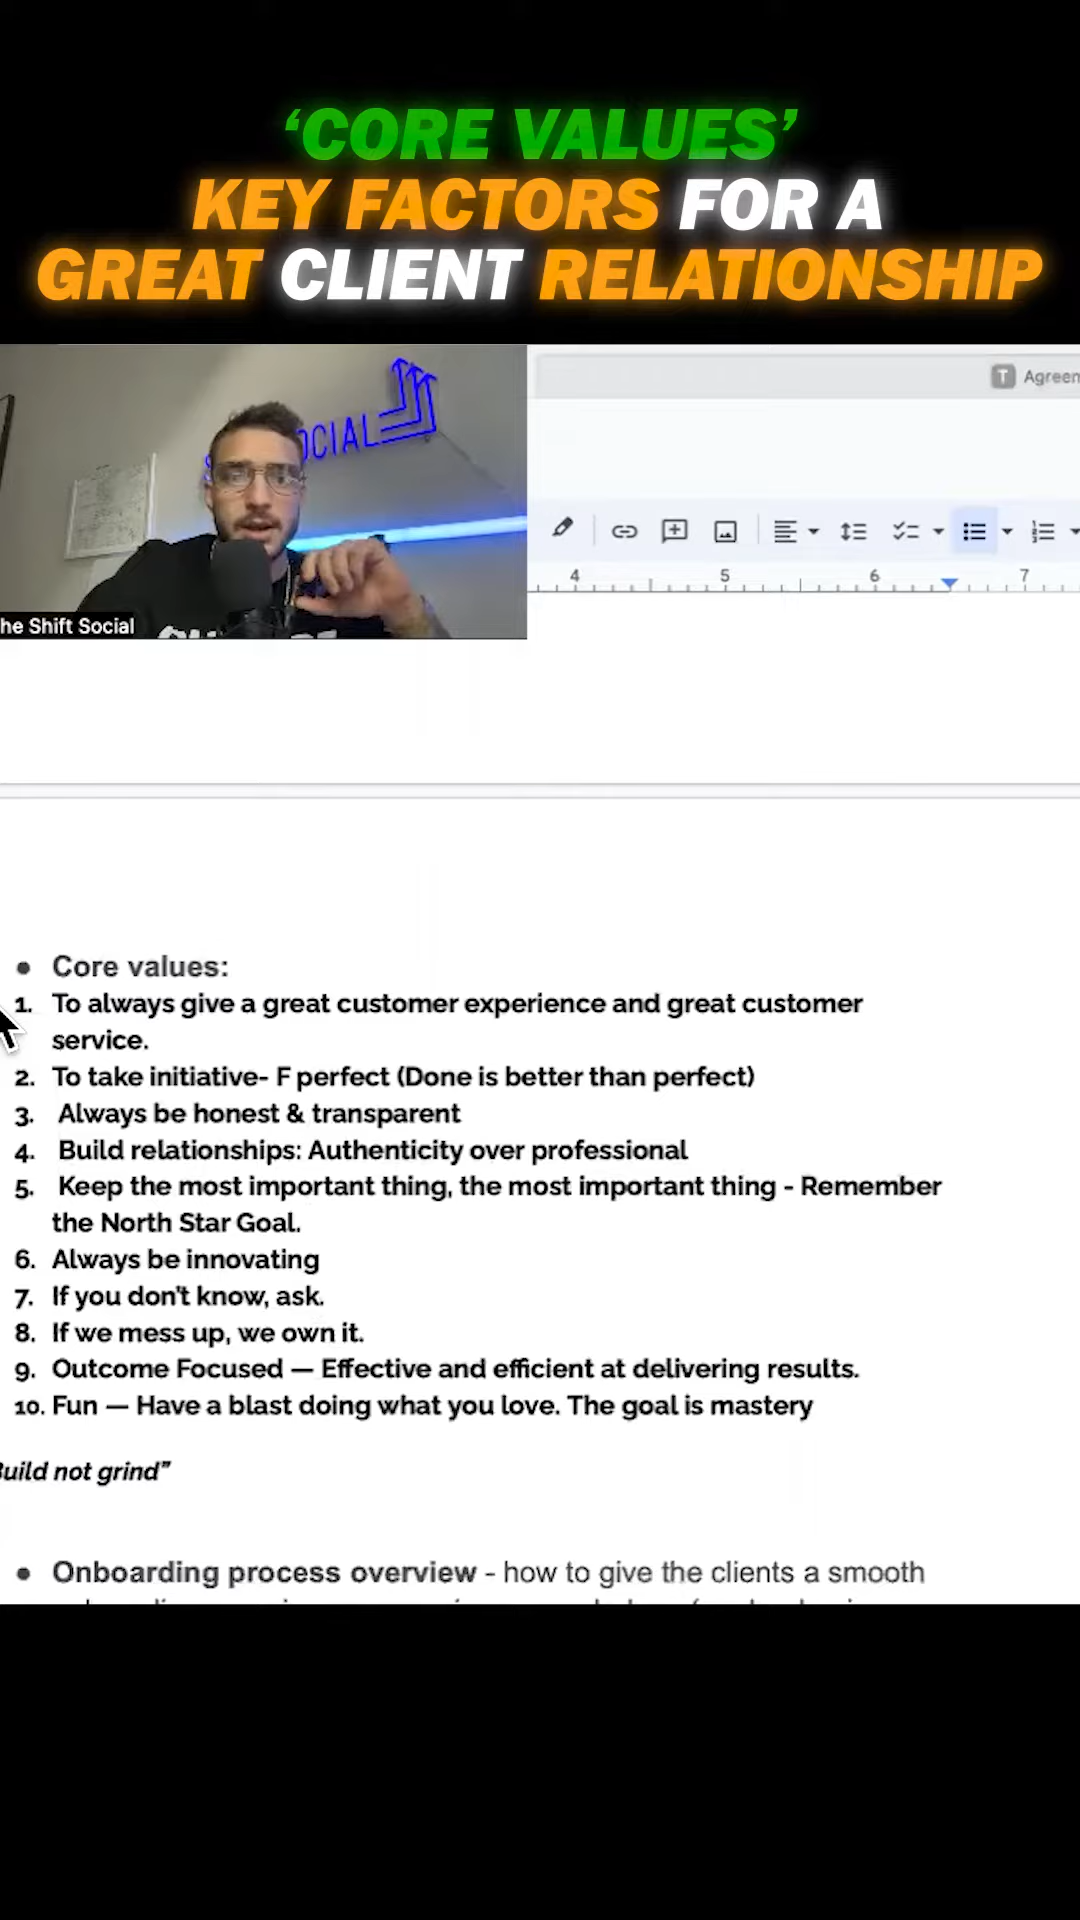 ‘CORE VALUES’
KEY FACTORS FOR A
GREAT CLIENT RELATIONSHIP
OCIAL
he Shift Social
T Agreem
4 5 6 7
Core values:
1. To always give a great customer experience and great customer
service.
2. To take initiative- F perfect (Done is better than perfect)
3. Always be honest & transparent
4. Build relationships: Authenticity over professional
5. Keep the most important thing, the most important thing - Remember
the North Star Goal.
6. Always be innovating
7. If you don't know, ask.
8. If we mess up, we own it.
9. Outcome Focused — Effective and efficient at delivering results.
10. Fun — Have a blast doing what you love. The goal is mastery
Build not grind”
Onboarding process overview - how to give the clients a smooth